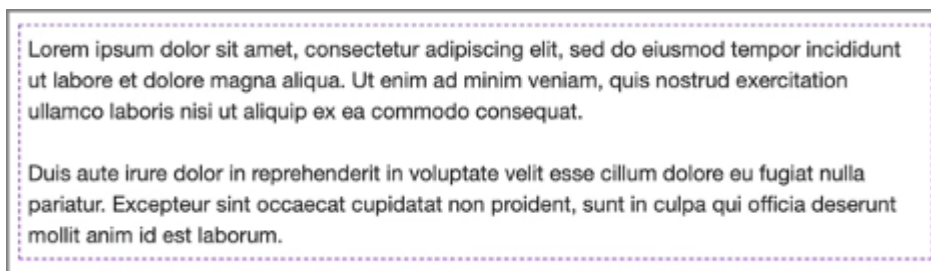 Lorem ipsum dolor sit amet, consectetur adipiscing elit, sed do eiusmod tempor incididunt
ut labore et dolore magna aliqua. Ut enim ad minim veniam, quis nostrud exercitation
ullamco laboris nisi ut aliquip ex ea commodo consequat.

Duis aute irure dolor in reprehenderit in voluptate velit esse cillum dolore eu fugiat nulla
pariatur. Excepteur sint occaecat cupidatat non proident, sunt in culpa qui officia deserunt
mollit anim id est laborum.